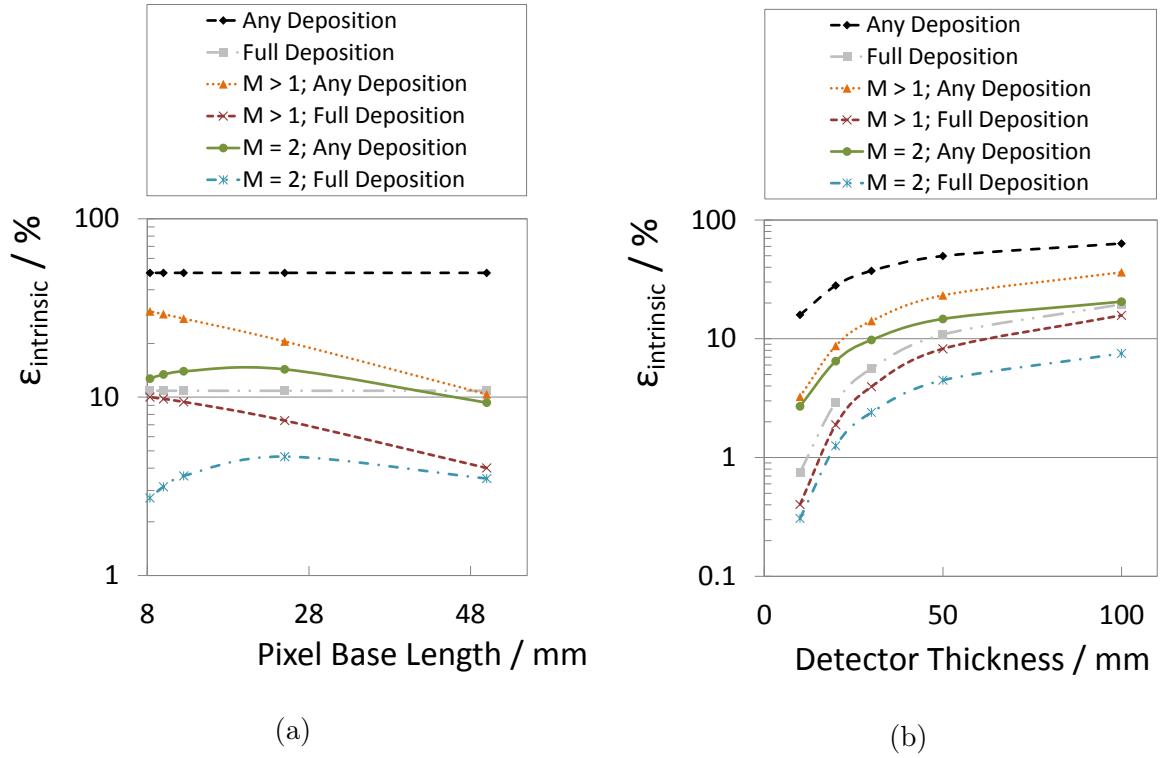 Any Deposition
Full Deposition
M > 1; Any Deposition
M > 1; Full Deposition
M = 2; Any Deposition
M = 2; Full Deposition
100
10
1
εintrinsic / %
8
28
48
Pixel Base Length / mm
(a)
Any Deposition
Full Deposition
M > 1; Any Deposition
M > 1; Full Deposition
M = 2; Any Deposition
M = 2; Full Deposition
100
10
1
0.1
εintrinsic / %
0
50
100
Detector Thickness / mm
(b)